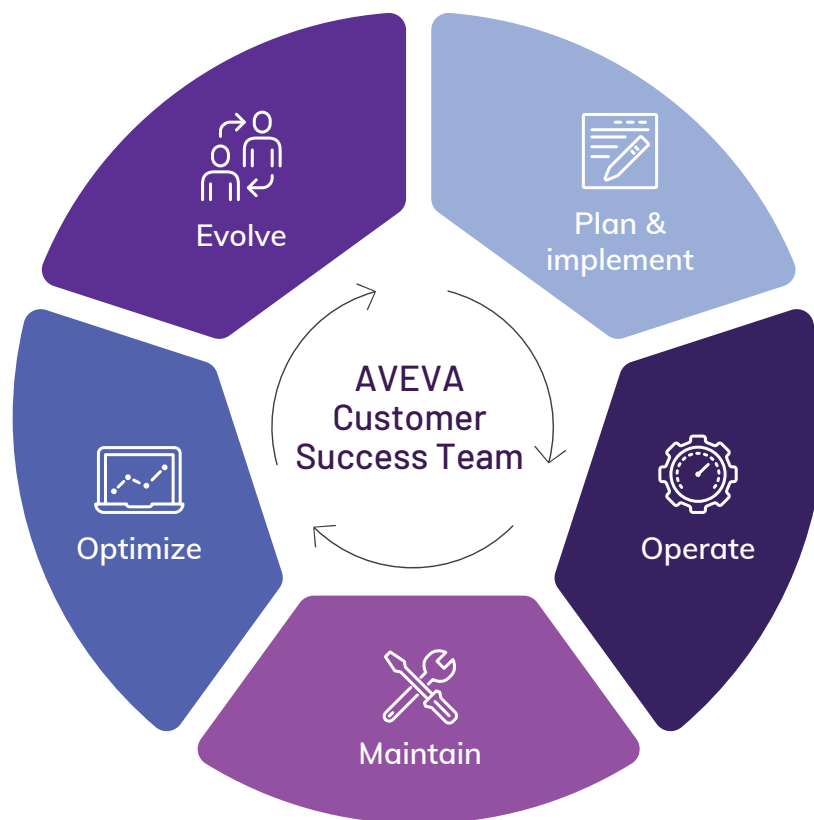 Evolve
Plan &
implement
AVEVA
Customer
Success Team
Optimize
Operate
Maintain